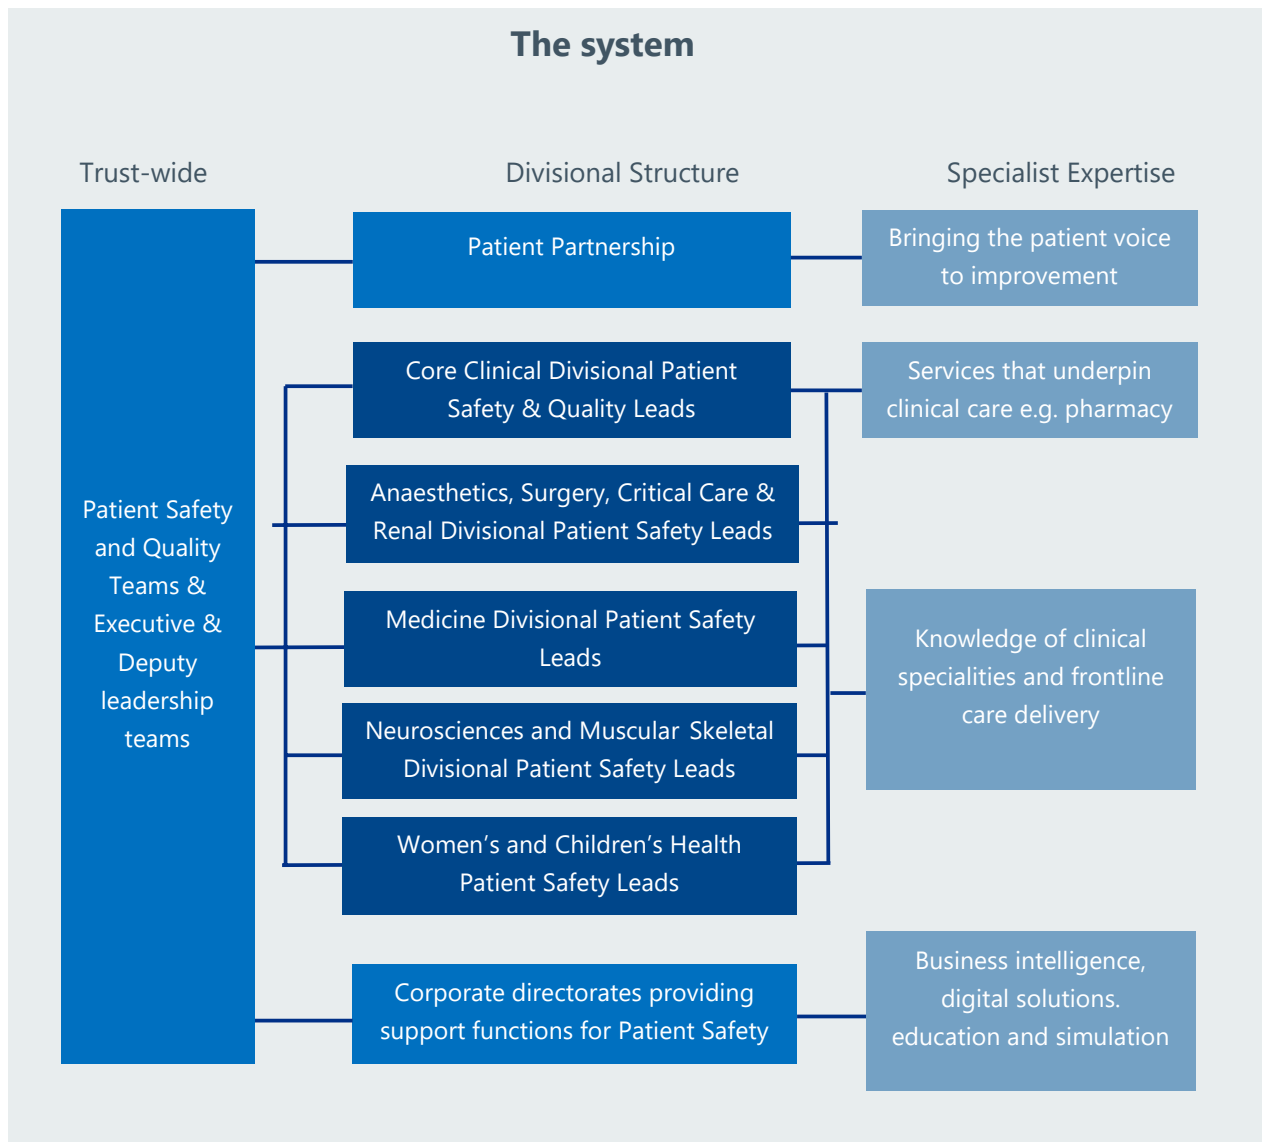 The system
Trust-wide
Divisional Structure
Specialist Expertise
Patient Safety
and Quality
Teams &
Executive &
Deputy
leadership
teams
Patient Partnership
Bringing the patient voice
to improvement
Core Clinical Divisional Patient
Safety & Quality Leads
Services that underpin
clinical care e.g. pharmacy
Anaesthetics, Surgery, Critical Care &
Renal Divisional Patient Safety Leads
Medicine Divisional Patient Safety
Leads
Knowledge of clinical
specialities and frontline
care delivery
Neurosciences and Muscular Skeletal
Divisional Patient Safety Leads
Women’s and Children’s Health
Patient Safety Leads
Corporate directorates providing
support functions for Patient Safety
Business intelligence,
digital solutions.
education and simulation